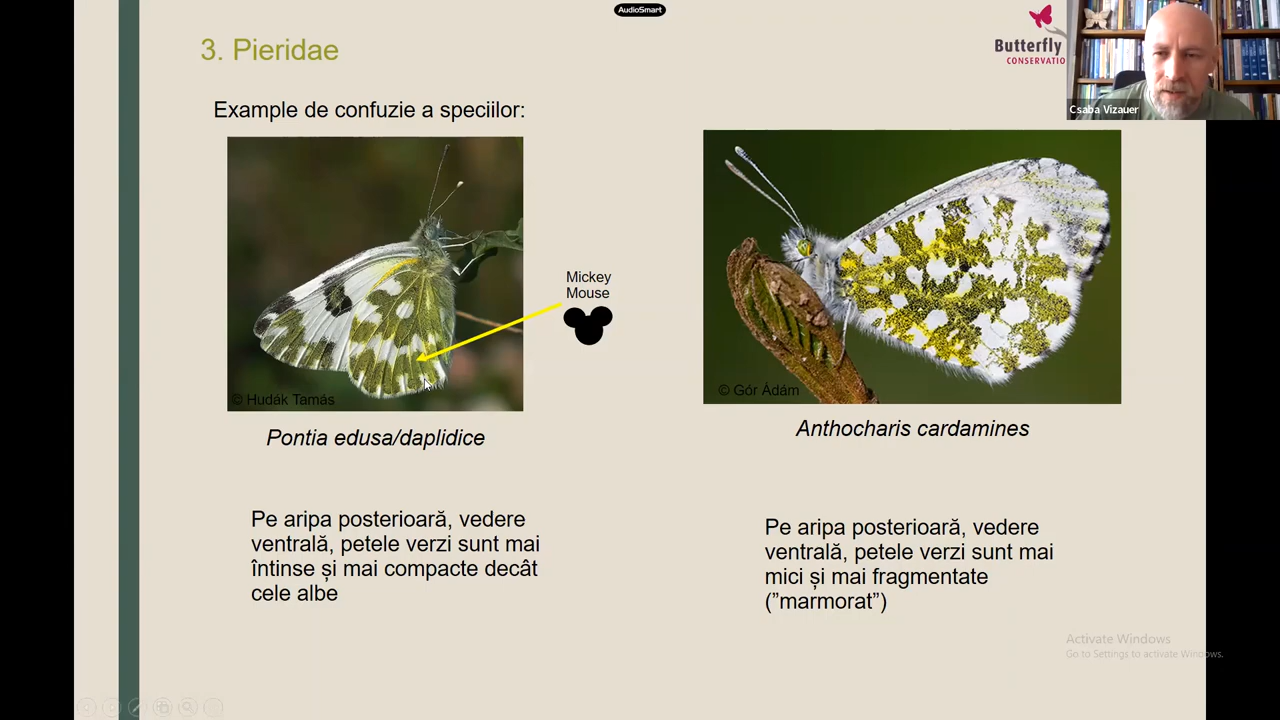 AudioSmart
3. Pieridae
Butterfly
CONSERVATIO
Csaba Vizauer
Example de confuzie a speciilor:
Mickey
Mouse
© Hudák Tamás
© Gór Ádám
Pontia edusa/daplidice
Anthocharis cardamines
Pe aripa posterioară, vedere
ventrală, petele verzi sunt mai
întinse și mai compacte decât
cele albe
Pe aripa posterioară, vedere
ventrală, petele verzi sunt mai
mici și mai fragmentate
(”marmorat”)
Activate Windows
Go to Settings to activate Windows.